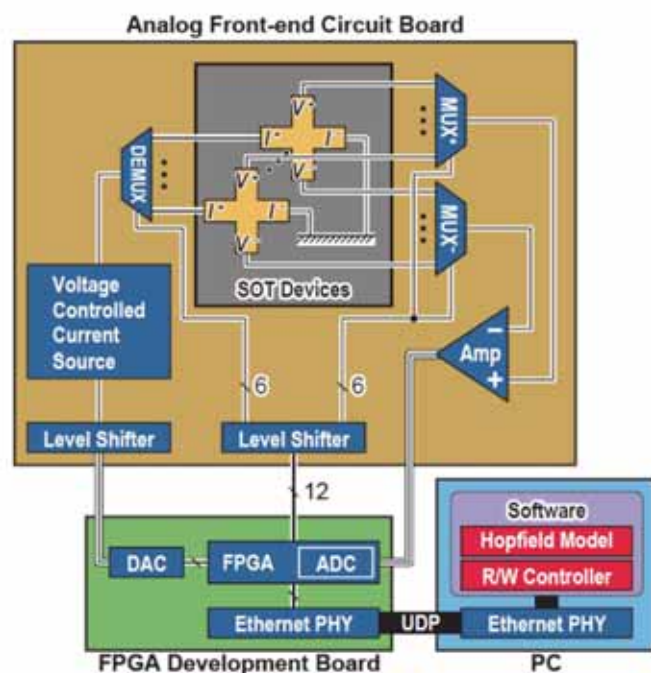 Analog Front-end Circuit Board
V⁺
I⁺
I⁻
V⁻
V⁺
I⁺
I⁻
V⁻
DEMUX
MUX⁺
MUX⁻
SOT Devices
Voltage
Controlled
Current
Source
Amp
−
+
6
6
Level Shifter
Level Shifter
12
DAC
FPGA
ADC
Ethernet PHY
FPGA Development Board
UDP
Software
Hopfield Model
R/W Controller
Ethernet PHY
PC